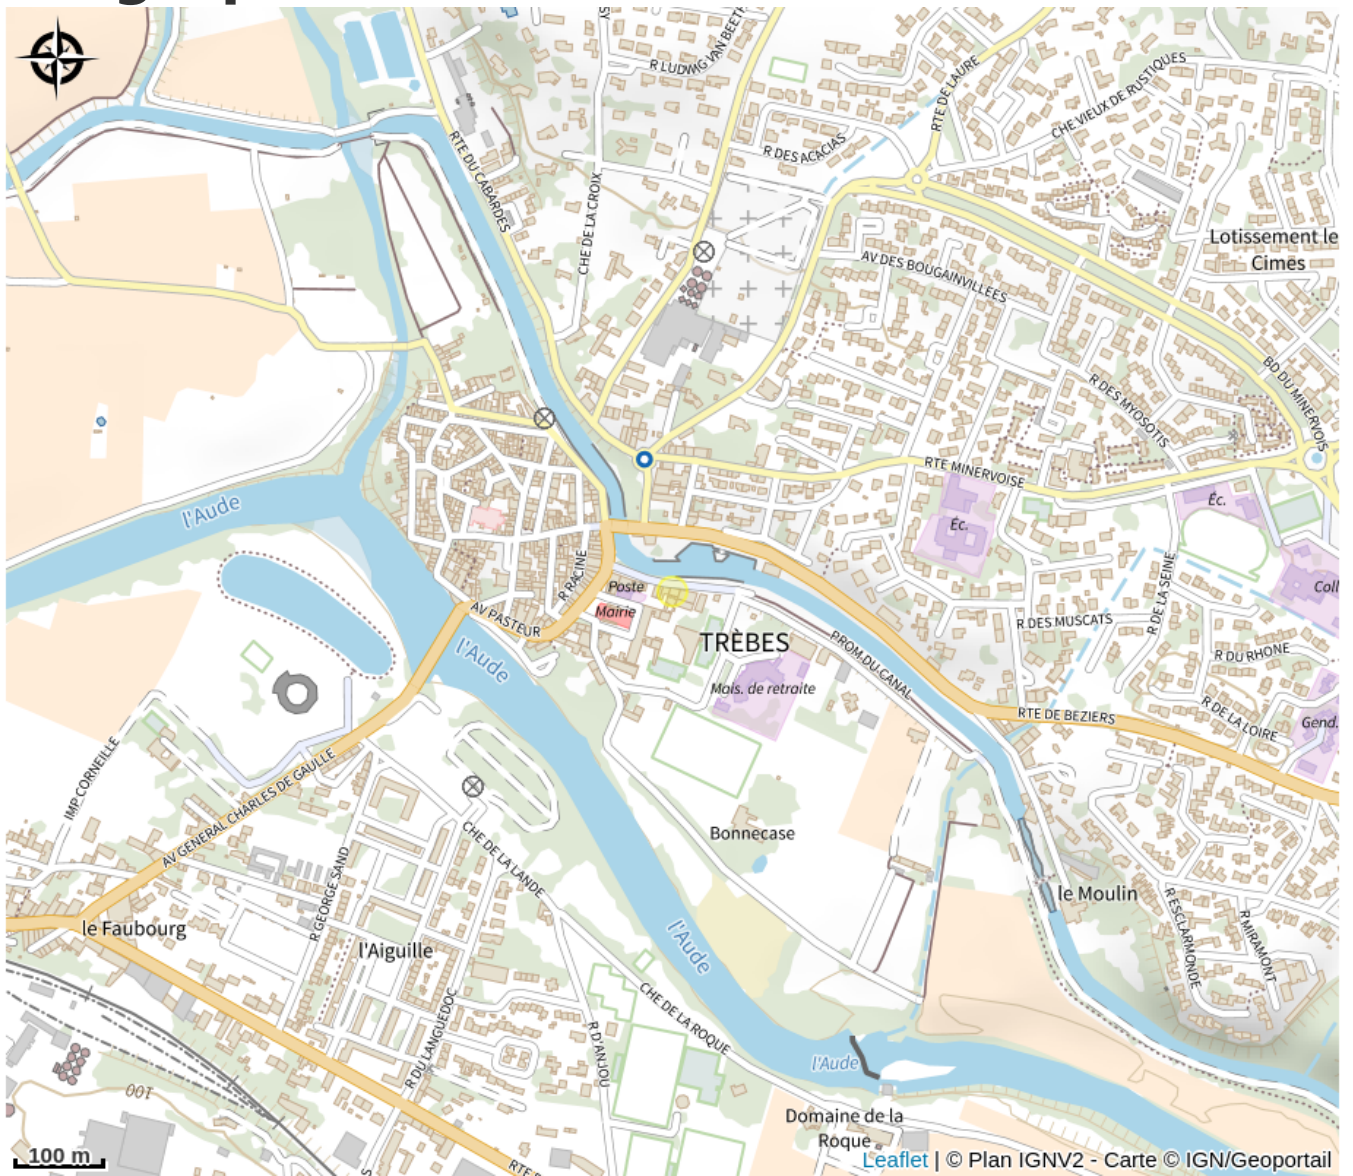 R LUDWIG VAN BEETH
RTE DE LAURE
CHE VIEUX DE RUSTIQUES
RTE DU CABARDES
R DES ACACIAS
CHE DE LA CROIX
Lotissement le
Cimes
AV DES BOUGAINVILLEES
BD DU MINERVOIS
R DES MYOSOTIS
RTE MINERVOISE
l'Aude
Éc.
Éc.
R RACINE
Poste
Mairie
AV PASTEUR
l'Aude
TRÈBES
PROM DU CANAL
Mais. de retraite
R DE LA SEINE
R DES MUSCATS
Coll
R DU RHONE
R DE LA LOIRE
Gend.
RTE DE BEZIERS
IMP CORNEILLE
AV GENERAL CHARLES DE GAULLE
CHE DE LA LANDE
Bonnecase
R GEORGE SAND
le Moulin
R ESCLARMONDE
R MIRAMONT
le Faubourg
l'Aiguille
l'Aude
CHE DE LA ROQUE
R DU LANGUEDOC
R D'ANJOU
l'Aude
100
Domaine de la
Roque
100 m
Leaflet | © Plan IGNV2 - Carte © IGN/Geoportail